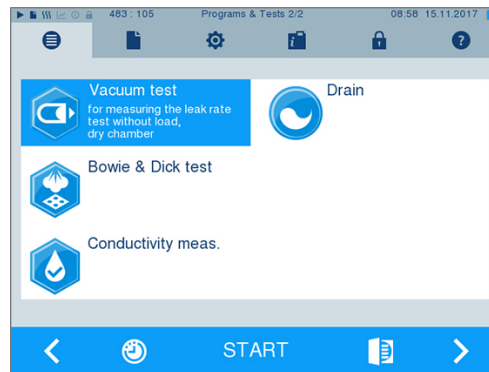 483 : 105 Programs & Tests 2/2 08:58 15.11.2017
Vacuum test
for measuring the leak rate
test without load,
dry chamber
Drain
Bowie & Dick test
Conductivity meas.
START